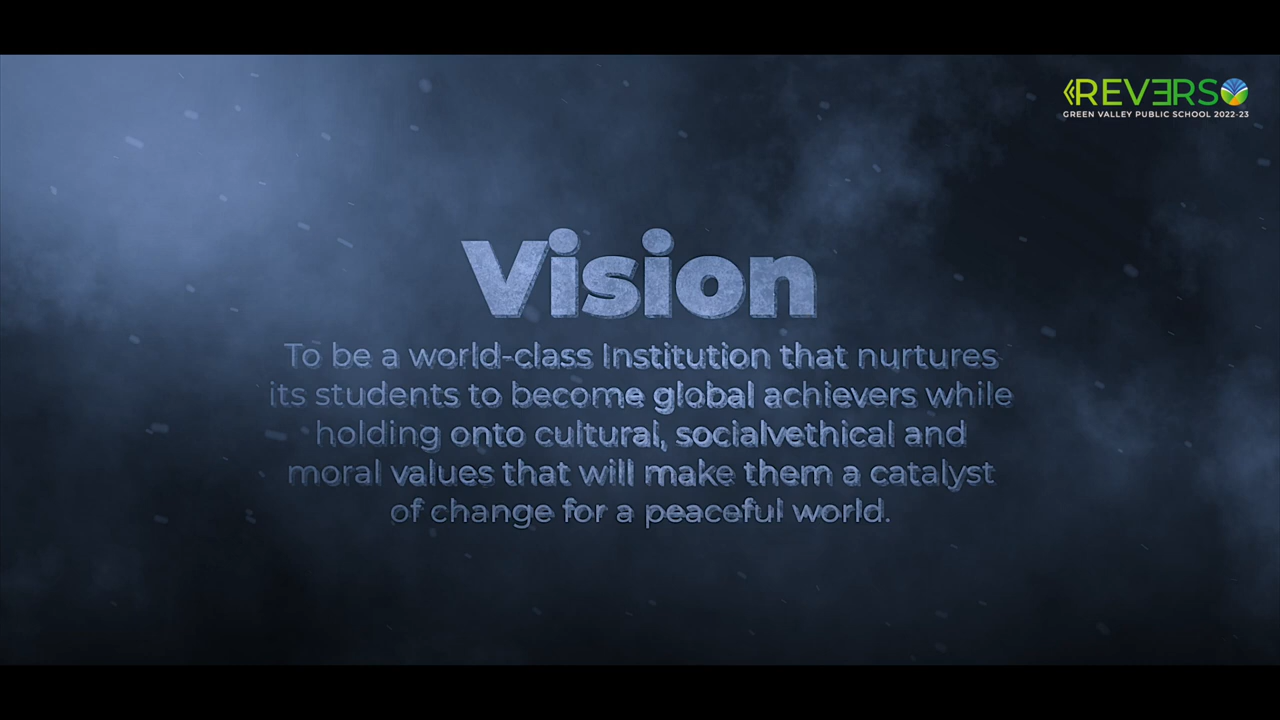 REVERSO
GREEN VALLEY PUBLIC SCHOOL 2022-23
Vision
To be a world-class Institution that nurtures
its students to become global achievers while
holding onto cultural, socialvethical and
moral values that will make them a catalyst
of change for a peaceful world.